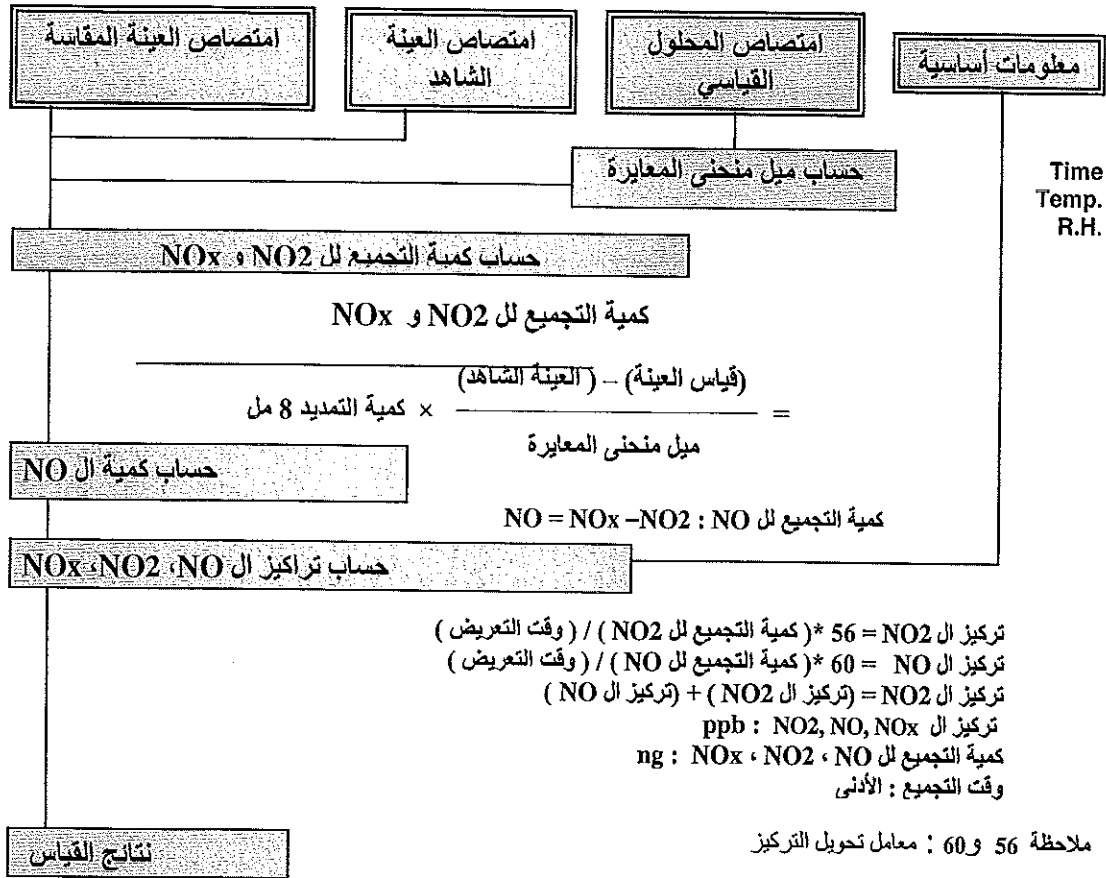 معلومات أساسية
امتصاص المحلول
القياسي
امتصاص العينة
الشاهد
امتصاص العينة المقاسة
حساب ميل منحنى المعايرة
Time
Temp.
R.H.
حساب كمية التجميع لل NO2 و NOx
كمية التجميع لل NO2 و NOx
(قياس العينة) – ( العينة الشاهد)
= × كمية التمديد 8 مل
ميل منحنى المعايرة
حساب كمية ال NO
كمية التجميع لل NO : NO = NOx –NO2
حساب تراكيز ال NO، NO2، NOx
تركيز ال NO2 = 56 *( كمية التجميع لل NO2 ) / ( وقت التعريض )
تركيز ال NO = 60 *( كمية التجميع لل NO ) / ( وقت التعريض )
تركيز ال NO2 = (تركيز ال NO2 ) + (تركيز ال NO )
تركيز ال ppb : NO2, NO, NOx
كمية التجميع لل NO ، NO2 ، NOx : ng
وقت التجميع : الأدنى
ملاحظة 56 و60 : معامل تحويل التركيز
نتائج القياس